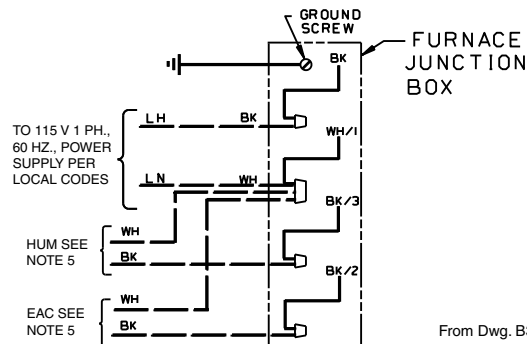 GROUND
SCREW
FURNACE
JUNCTION
BOX
BK
LH
BK
WH/1
TO 115 V 1 PH.,
60 HZ., POWER
SUPPLY PER
LOCAL CODES
LN
WH
BK/3
WH
HUM SEE
NOTE 5
BK
BK/2
WH
EAC SEE
NOTE 5
BK